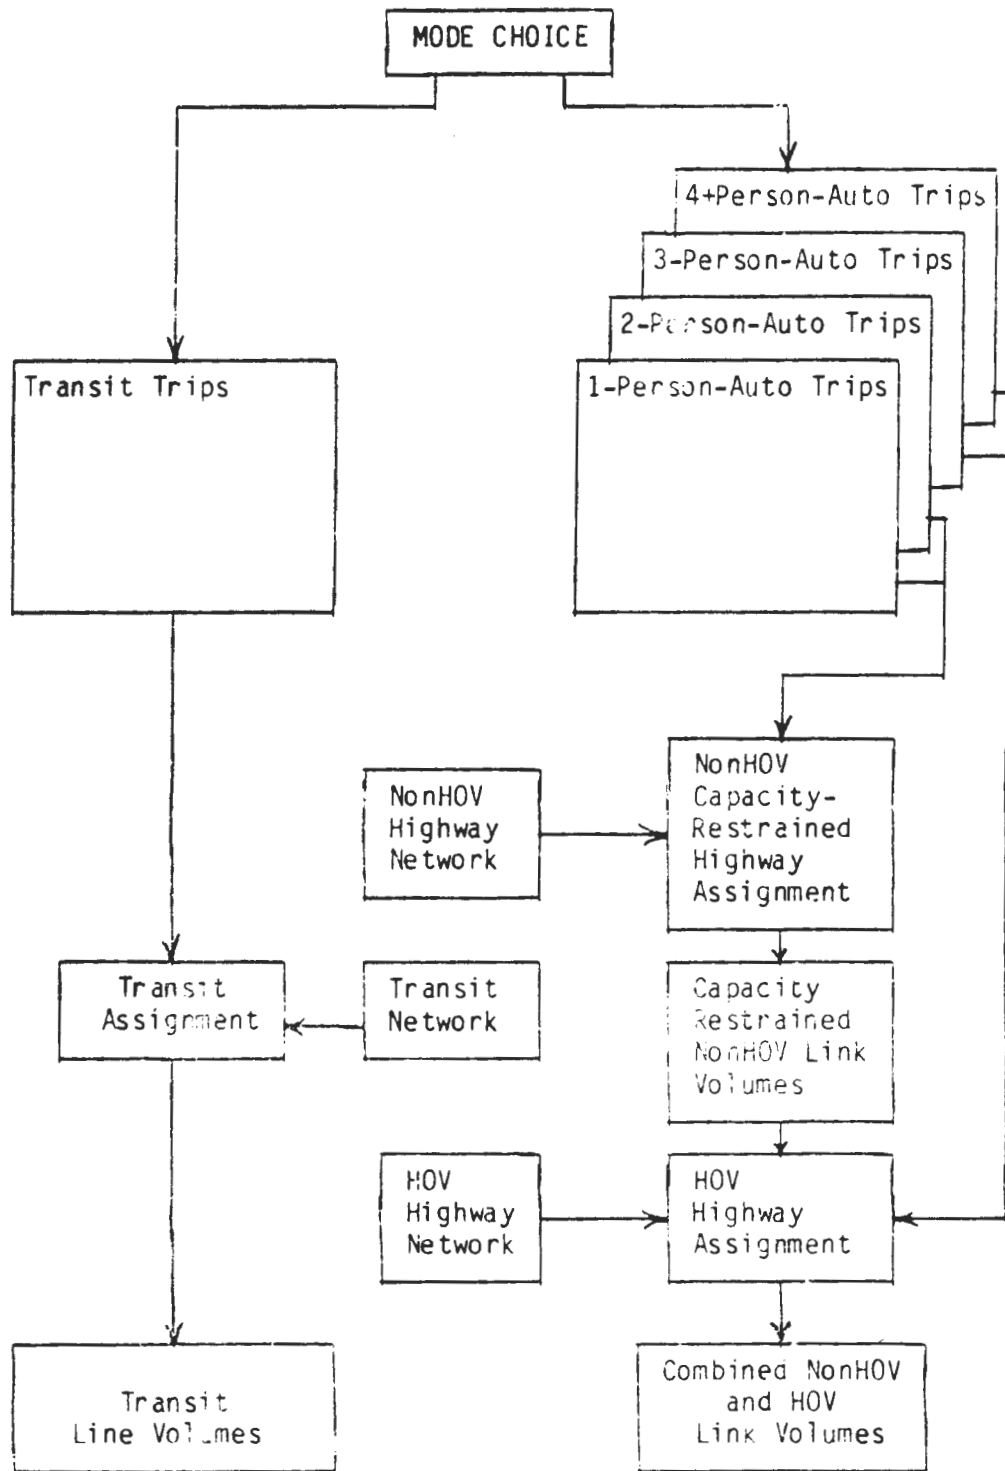 MODE CHOICE
4+Person-Auto Trips
3-Person-Auto Trips
2-Person-Auto Trips
1-Person-Auto Trips
Transit Trips
NonHOV
Highway
Network
NonHOV
Capacity-
Restrained
Highway
Assignment
Transit
Assignment
Transit
Network
Capacity
Restrained
NonHOV Link
Volumes
HOV
Highway
Network
HOV
Highway
Assignment
Transit
Line Volumes
Combined NonHOV
and HOV
Link Volumes